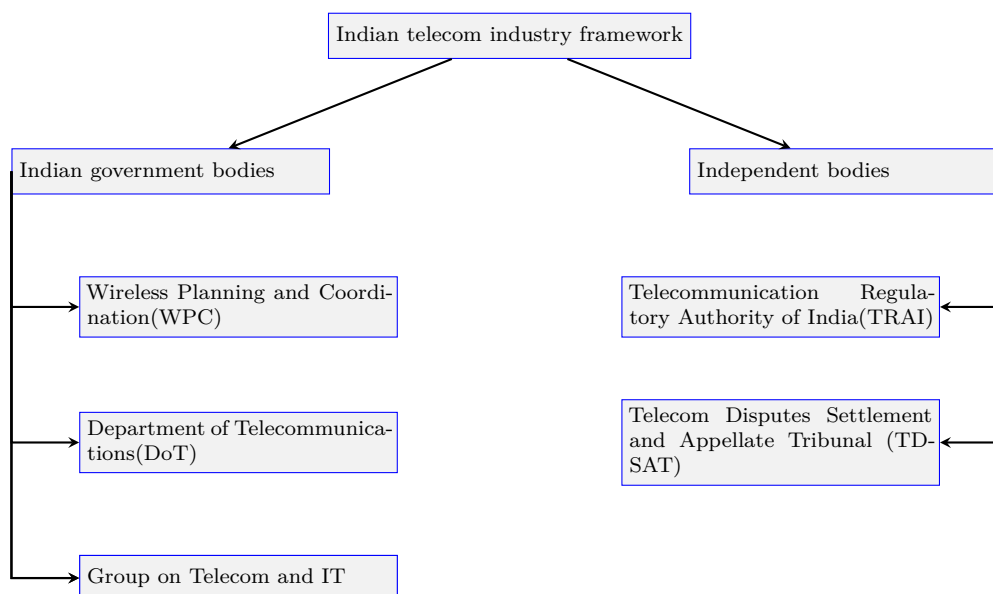 Indian telecom industry framework
Indian government bodies
Independent bodies
Wireless Planning and Coordi-
nation(WPC)
Telecommunication Regula-
tory Authority of India(TRAI)
Department of Telecommunica-
tions(DoT)
Telecom Disputes Settlement
and Appellate Tribunal (TD-
SAT)
Group on Telecom and IT